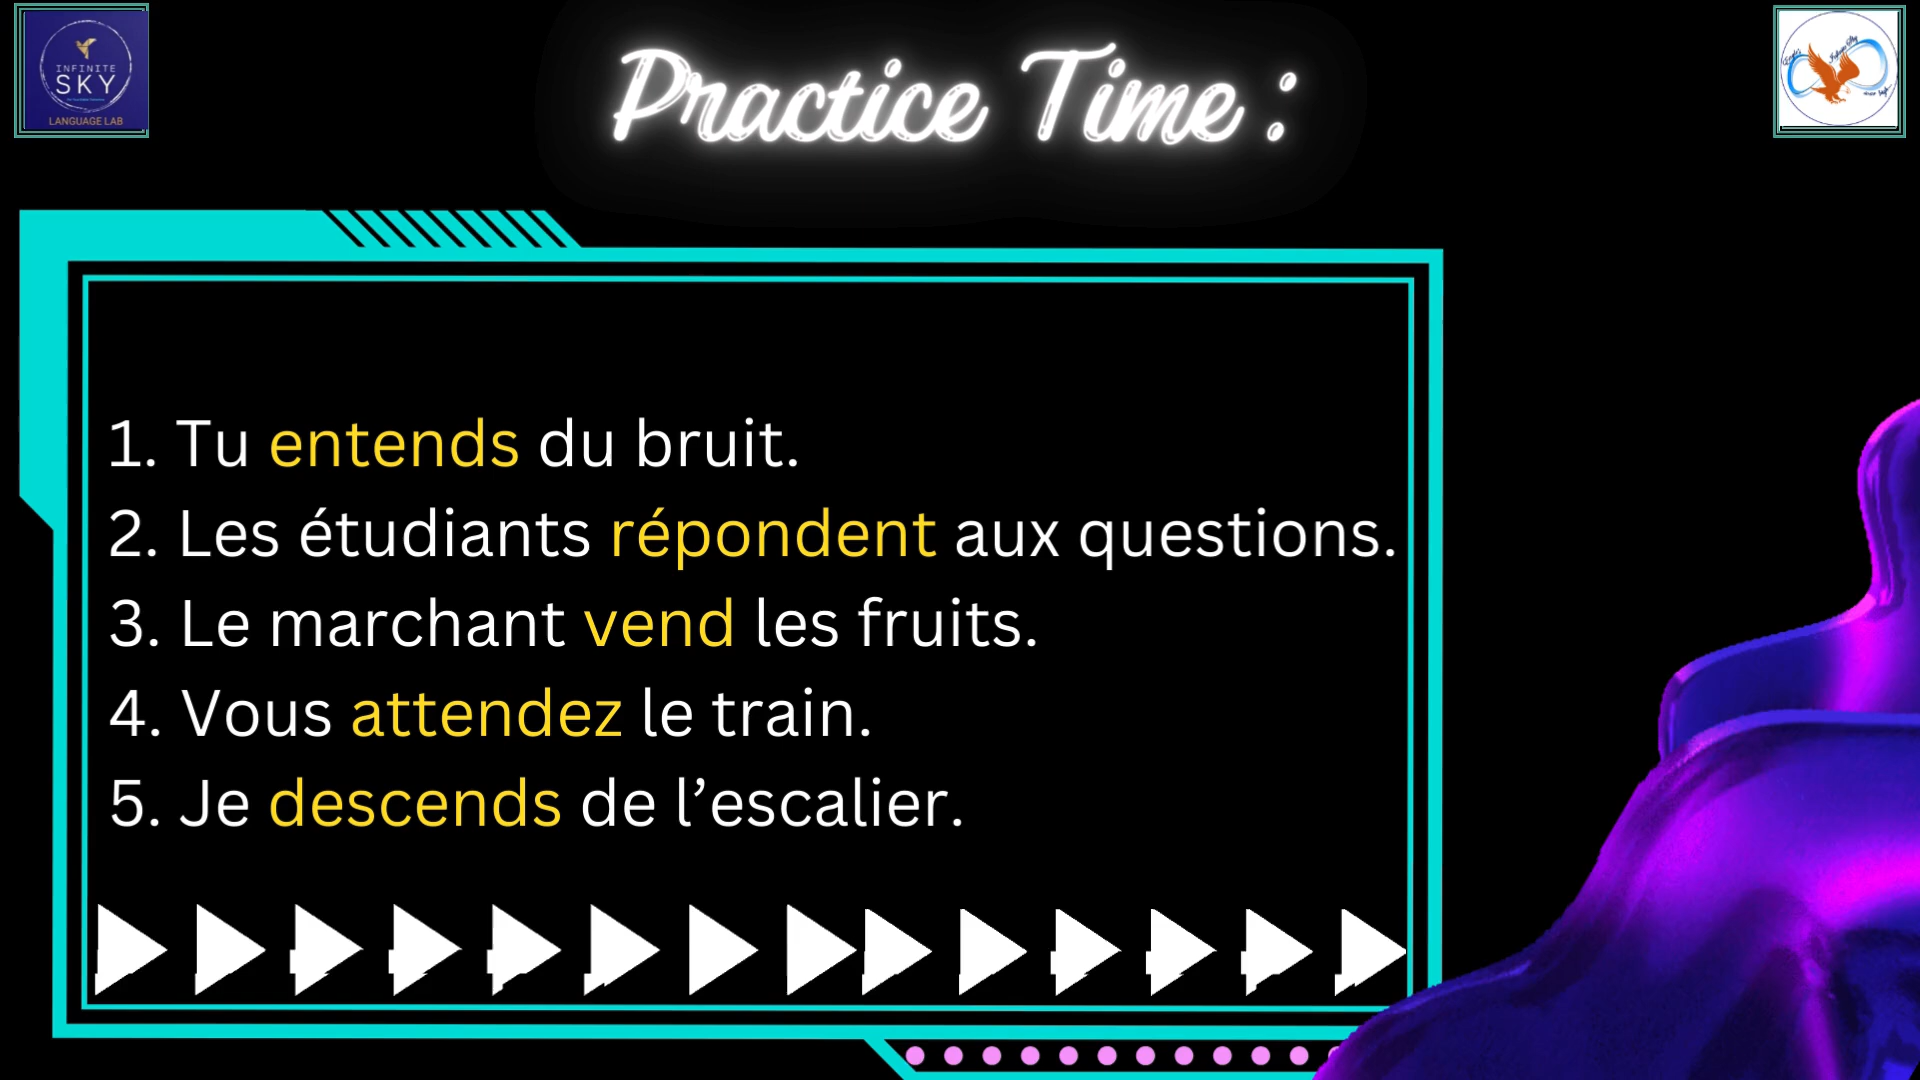 INFINITE
SKY
LANGUAGE LAB
Practice Time :
1. Tu entends du bruit.
2. Les étudiants répondent aux questions.
3. Le marchant vend les fruits.
4. Vous attendez le train.
5. Je descends de l’escalier.